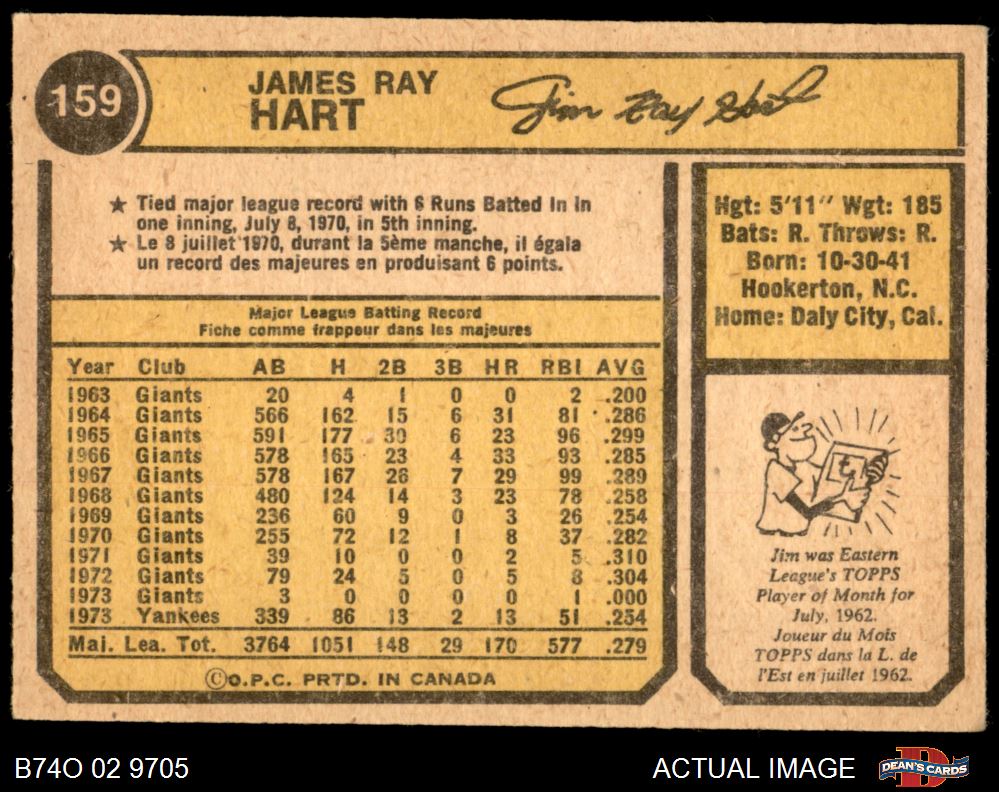 159
JAMES RAY
HART
Jim Ray Hart
★ Tied major league record with 6 Runs Batted In in
one inning, July 8, 1970, in 5th inning.
★ Le 8 juillet 1970, durant la 5ème manche, il égala
un record des majeures en produisant 6 points.
Hgt: 5'11" Wgt: 185
Bats: R. Throws: R.
Born: 10-30-41
Hookerton, N.C.
Home: Daly City, Cal.
Major League Batting Record
Fiche comme frappeur dans les majeures
Year Club AB H 2B 3B HR RBI AVG
1963 Giants 20 4 1 0 0 2 .200
1964 Giants 566 162 15 6 31 81 .286
1965 Giants 591 177 30 6 23 96 .299
1966 Giants 578 165 23 4 33 93 .285
1967 Giants 578 167 26 7 29 99 .289
1968 Giants 480 124 14 3 23 78 .258
1969 Giants 236 60 9 0 3 26 .254
1970 Giants 255 72 12 1 8 37 .282
1971 Giants 39 10 0 0 2 5 .310
1972 Giants 79 24 5 0 5 8 .304
1973 Giants 3 0 0 0 0 1 .000
1973 Yankees 339 86 13 2 13 51 .254
Maj. Lea. Tot. 3764 1051 148 29 170 577 .279
©O.P.C. PRTD. IN CANADA
t
Jim was Eastern
League's TOPPS
Player of Month for
July, 1962.
Joueur du Mois
TOPPS dans la L. de
l'Est en juillet 1962.
B74O 02 9705
ACTUAL IMAGE
D
DEAN'S CARDS